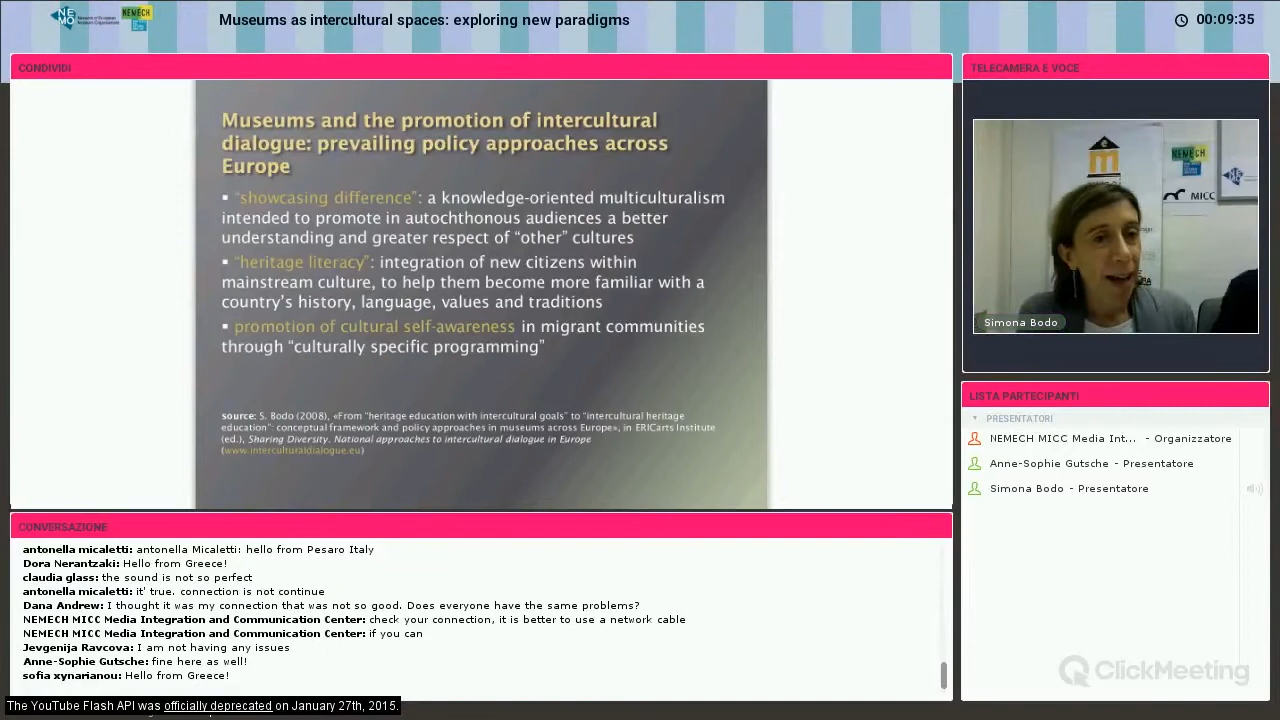 NEMO
Network of European Museum Organisations
NEMECH
Museums as intercultural spaces: exploring new paradigms
00:09:35
CONDIVIDI
Museums and the promotion of intercultural
dialogue: prevailing policy approaches across
Europe
▪ “showcasing difference”: a knowledge-oriented multiculturalism
intended to promote in autochthonous audiences a better
understanding and greater respect of “other” cultures
▪ “heritage literacy”: integration of new citizens within
mainstream culture, to help them become more familiar with a
country’s history, language, values and traditions
▪ promotion of cultural self-awareness in migrant communities
through “culturally specific programming”
source: S. Bodo (2008), «From “heritage education with intercultural goals” to “intercultural heritage
education”: conceptual framework and policy approaches in museums across Europe», in ERICarts Institute
(ed.), Sharing Diversity. National approaches to intercultural dialogue in Europe
(www.interculturaldialogue.eu)
TELECAMERA E VOCE
m
NEMECH
MICC
Simona Bodo
LISTA PARTECIPANTI
PRESENTATORI
NEMECH MICC Media Int... - Organizzatore
Anne-Sophie Gutsche - Presentatore
Simona Bodo - Presentatore
CONVERSAZIONE
antonella micaletti: antonella Micaletti: hello from Pesaro Italy
Dora Nerantzaki: Hello from Greece!
claudia glass: the sound is not so perfect
antonella micaletti: it' true. connection is not continue
Dana Andrew: I thought it was my connection that was not so good. Does everyone have the same problems?
NEMECH MICC Media Integration and Communication Center: check your connection, it is better to use a network cable
NEMECH MICC Media Integration and Communication Center: if you can
Jevgenija Ravcova: I am not having any issues
Anne-Sophie Gutsche: fine here as well!
sofia xynarianou: Hello from Greece!
ClickMeeting
The YouTube Flash API was officially deprecated on January 27th, 2015.